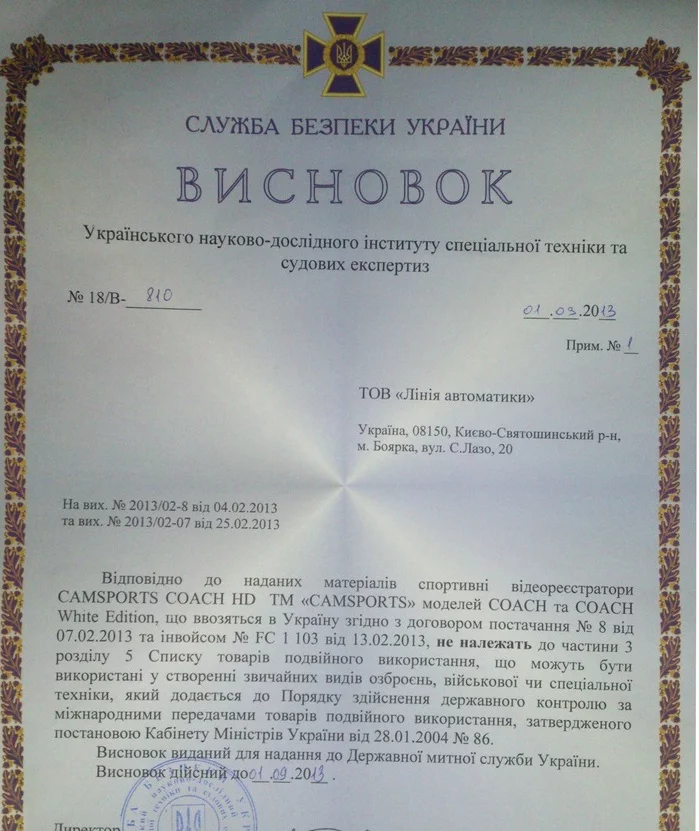 СЛУЖБА БЕЗПЕКИ УКРАЇНИ
ВИСНОВОК
Українського науково-дослідного інституту спеціальної техніки та
судових експертиз
№ 18/В- 810
01.03.2013
Прим. № 1
ТОВ «Лінія автоматики»
Україна, 08150, Києво-Святошинський р-н,
м. Боярка, вул. С.Лазо, 20
На вих. № 2013/02-8 від 04.02.2013
та вих. № 2013/02-07 від 25.02.2013
Відповідно до наданих матеріалів спортивні відеореєстратори
CAMSPORTS COACH HD ТМ «CAMSPORTS» моделей COACH та COACH
White Edition, що ввозяться в Україну згідно з договором постачання № 8 від
07.02.2013 та інвойсом № FC 1 103 від 13.02.2013, не належать до частини 3
розділу 5 Списку товарів подвійного використання, що можуть бути
використані у створенні звичайних видів озброєнь, військової чи спеціальної
техніки, який додається до Порядку здійснення державного контролю за
міжнародними передачами товарів подвійного використання, затвердженого
постановою Кабінету Міністрів України від 28.01.2004 № 86.
Висновок виданий для надання до Державної митної служби України.
Висновок дійсний до 01.09.2013.
Директор